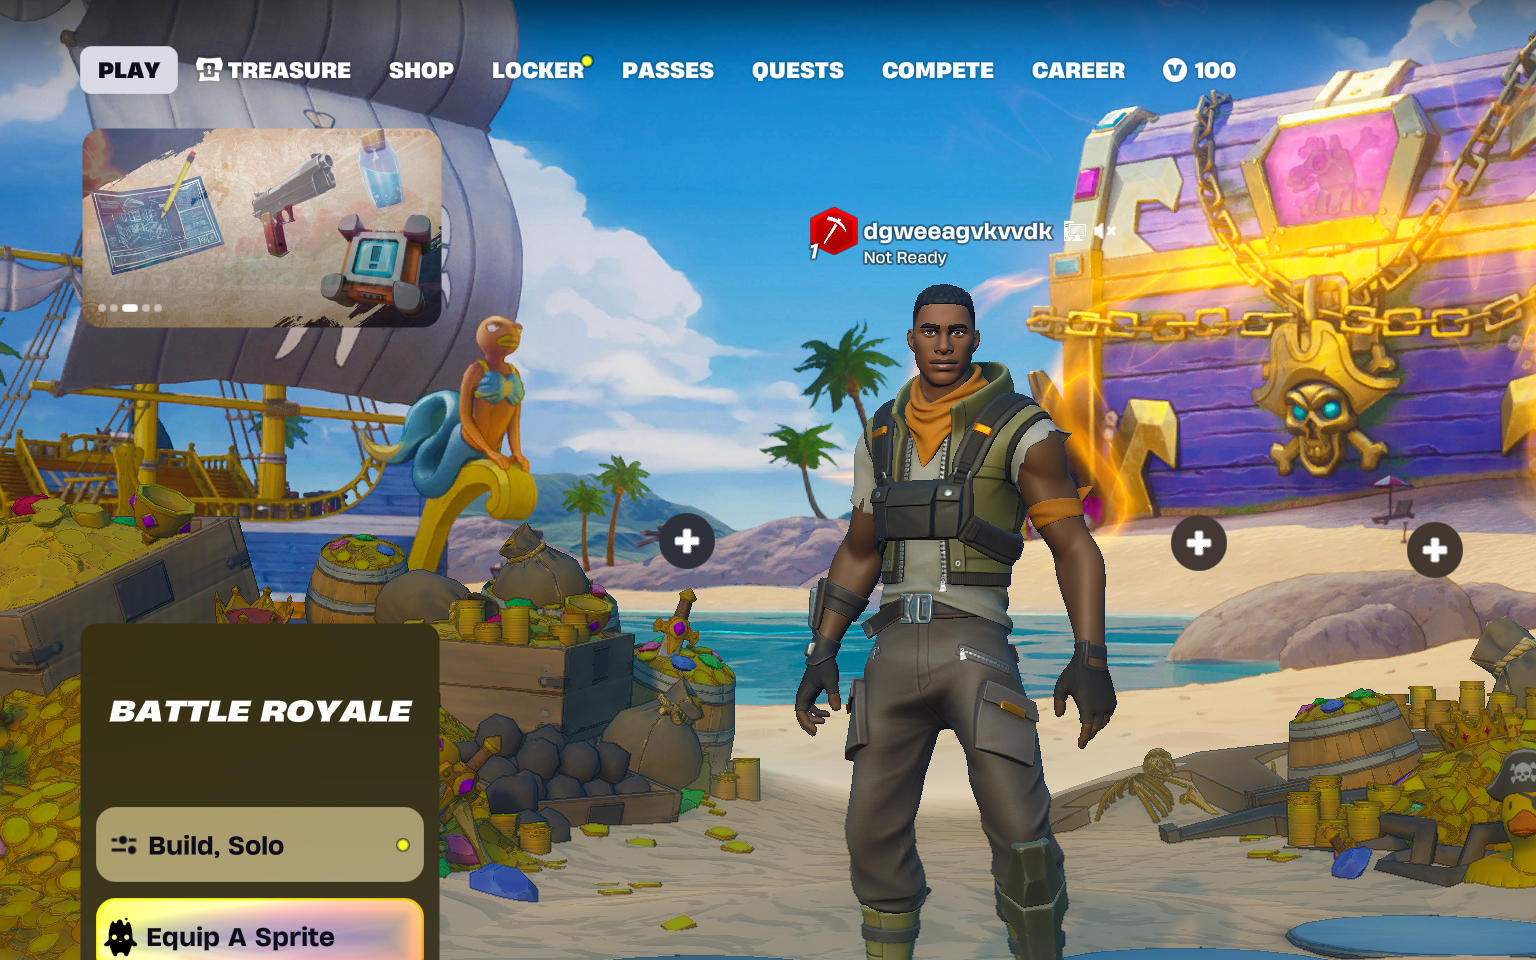 PLAY
TREASURE
SHOP
LOCKER
PASSES
QUESTS
COMPETE
CAREER
V 100
dgweeagvkvvdk
1
Not Ready
BATTLE ROYALE
Build, Solo
Equip A Sprite